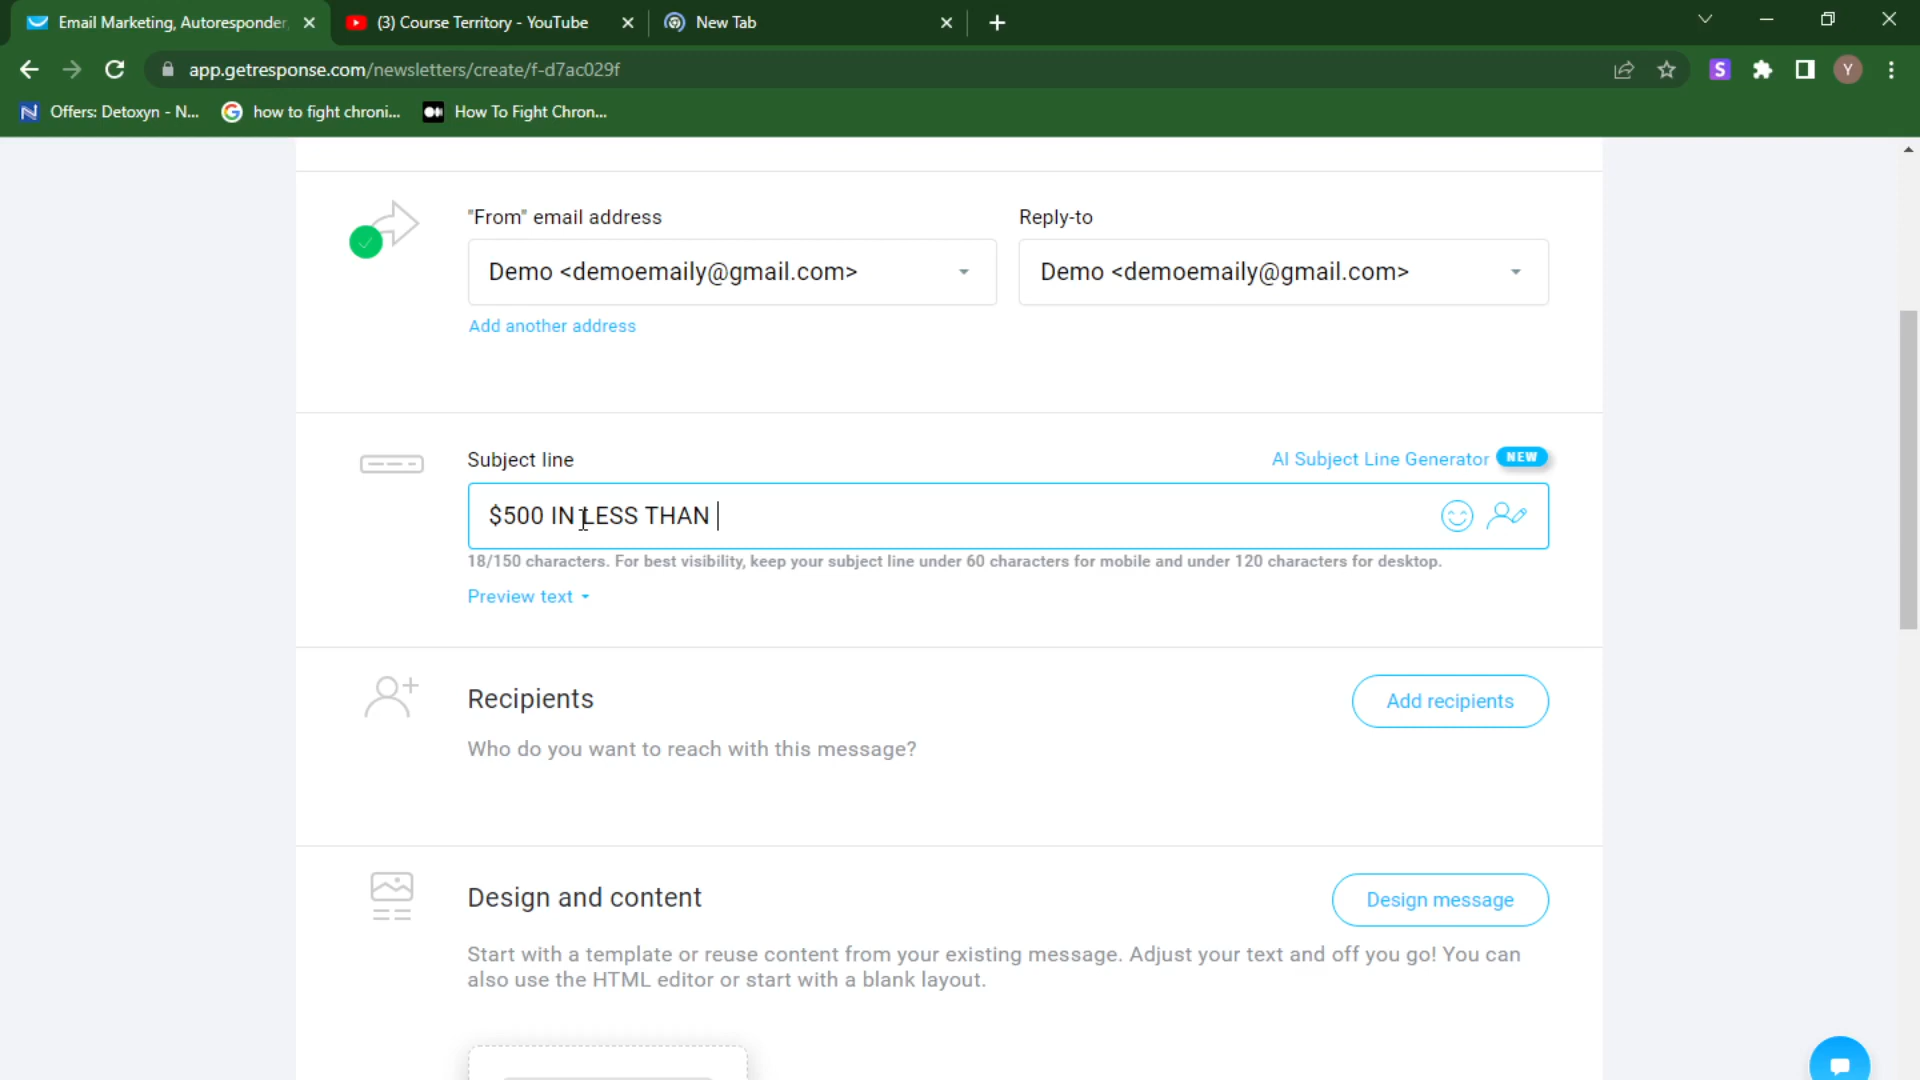 Email Marketing, Autoresponder
(3) Course Territory - YouTube
New Tab
app.getresponse.com/newsletters/create/f-d7ac029f
S
Y
Offers: Detoxyn - N...
how to fight chroni...
How To Fight Chron...
"From" email address
Reply-to
Demo <demoemaily@gmail.com>
Demo <demoemaily@gmail.com>
Add another address
Subject line
AI Subject Line Generator NEW
$500 IN LESS THAN
18/150 characters. For best visibility, keep your subject line under 60 characters for mobile and under 120 characters for desktop.
Preview text
Recipients
Add recipients
Who do you want to reach with this message?
Design and content
Design message
Start with a template or reuse content from your existing message. Adjust your text and off you go! You can
also use the HTML editor or start with a blank layout.